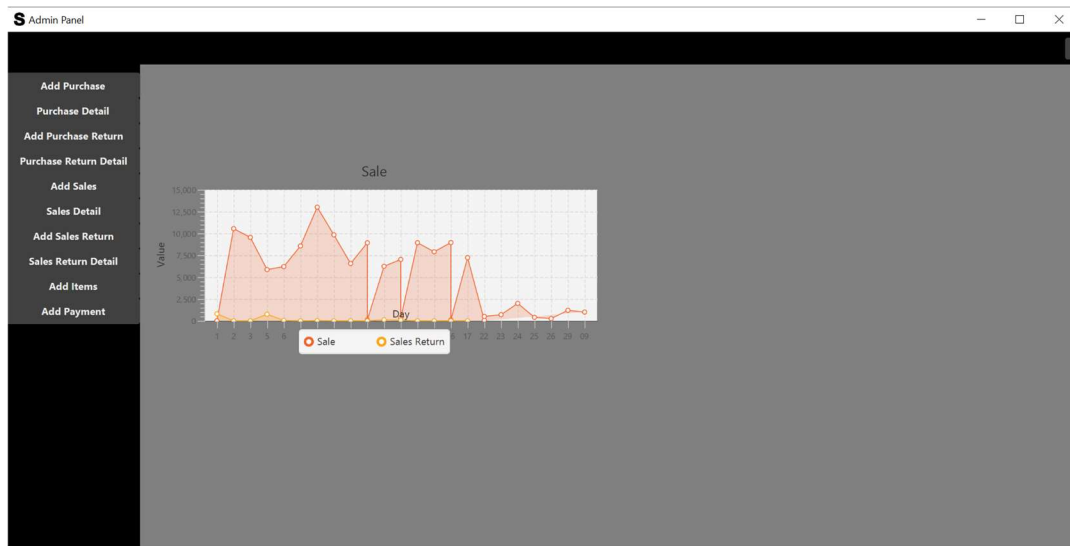 S Admin Panel
Add Purchase
Purchase Detail
Add Purchase Return
Purchase Return Detail
Add Sales
Sales Detail
Add Sales Return
Sales Return Detail
Add Items
Add Payment
Sale
15,000
12,500
10,000
7,500
5,000
2,500
0
Value
Day
1 2 3 5 6 17 22 23 24 25 26 29 09
Sale Sales Return